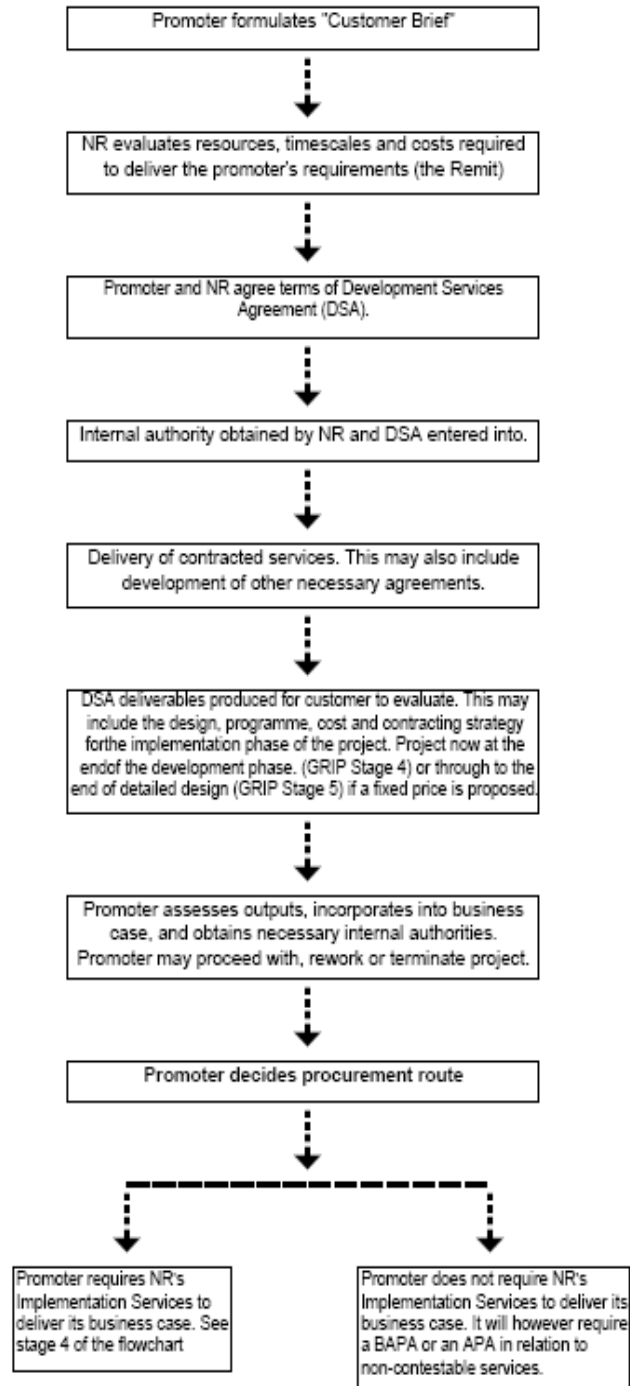 Promoter formulates "Customer Brief"
NR evaluates resources, timescales and costs required
to deliver the promoter's requirements (the Remit)
Promoter and NR agree terms of Development Services
Agreement (DSA).
Internal authority obtained by NR and DSA entered into.
Delivery of contracted services. This may also include
development of other necessary agreements.
DSA deliverables produced for customer to evaluate. This may
include the design, programme, cost and contracting strategy
forthe implementation phase of the project. Project now at the
endof the development phase. (GRIP Stage 4) or through to the
end of detailed design (GRIP Stage 5) if a fixed price is proposed.
Promoter assesses outputs, incorporates into business
case, and obtains necessary internal authorities.
Promoter may proceed with, rework or terminate project.
Promoter decides procurement route
Promoter requires NR's
Implementation Services to
deliver its business case. See
stage 4 of the flowchart
Promoter does not require NR's
Implementation Services to deliver its
business case. It will however require
a BAPA or an APA in relation to
non-contestable services.